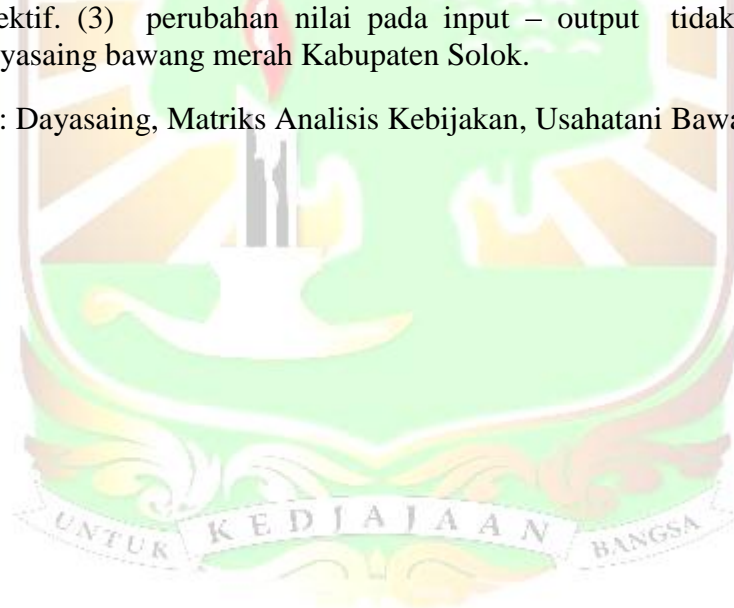 ektif. (3) perubahan nilai pada input – output tidak
yasaing bawang merah Kabupaten Solok.
: Dayasaing, Matriks Analisis Kebijakan, Usahatani Bawa
UNTUK KEDJAJAAN BANGSA